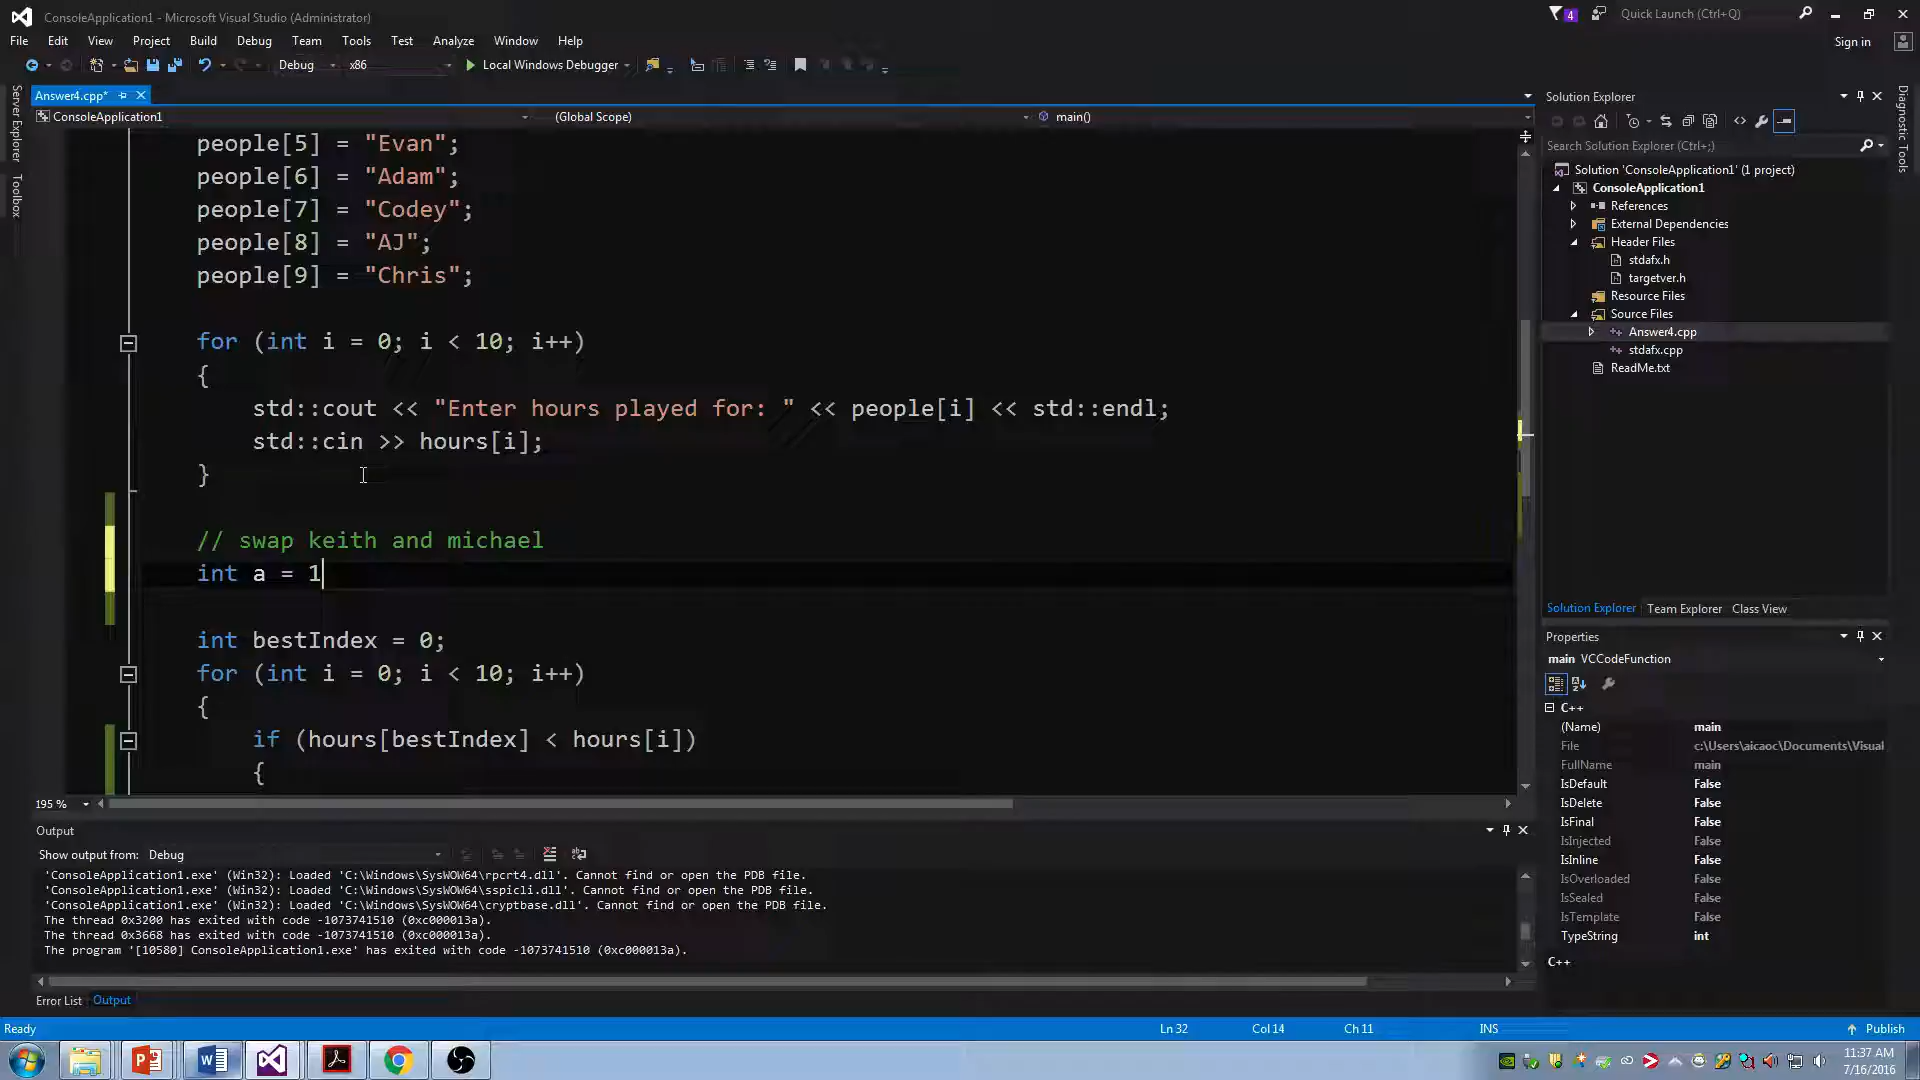 ConsoleApplication1 - Microsoft Visual Studio (Administrator)
4
Quick Launch (Ctrl+Q)
File Edit View Project Build Debug Team Tools Test Analyze Window Help
Sign in
Debug x86 Local Windows Debugger
Server Explorer
Toolbox
Answer4.cpp*
ConsoleApplication1 (Global Scope) main()
people[5] = "Evan";
people[6] = "Adam";
people[7] = "Codey";
people[8] = "AJ";
people[9] = "Chris";
for (int i = 0; i < 10; i++)
{
std::cout << "Enter hours played for: " << people[i] << std::endl;
std::cin >> hours[i];
}
// swap keith and michael
int a = 1
int bestIndex = 0;
for (int i = 0; i < 10; i++)
{
if (hours[bestIndex] < hours[i])
{
195 %
Output
Show output from: Debug
'ConsoleApplication1.exe' (Win32): Loaded 'C:\Windows\SysWOW64\rpcrt4.dll'. Cannot find or open the PDB file.
'ConsoleApplication1.exe' (Win32): Loaded 'C:\Windows\SysWOW64\sspicli.dll'. Cannot find or open the PDB file.
'ConsoleApplication1.exe' (Win32): Loaded 'C:\Windows\SysWOW64\cryptbase.dll'. Cannot find or open the PDB file.
The thread 0x3200 has exited with code -1073741510 (0xc000013a).
The thread 0x3668 has exited with code -1073741510 (0xc000013a).
The program '[10580] ConsoleApplication1.exe' has exited with code -1073741510 (0xc000013a).
Error List Output
Solution Explorer
Search Solution Explorer (Ctrl+;)
Solution 'ConsoleApplication1' (1 project)
ConsoleApplication1
References
External Dependencies
Header Files
stdafx.h
targetver.h
Resource Files
Source Files
Answer4.cpp
stdafx.cpp
ReadMe.txt
Solution Explorer Team Explorer Class View
Properties
main VCCodeFunction
C++
(Name) main
File c:\Users\aicaoc\Documents\Visual
FullName main
IsDefault False
IsDelete False
IsFinal False
IsInjected False
IsInline False
IsOverloaded False
IsSealed False
IsTemplate False
TypeString int
C++
Diagnostic Tools
Ready Ln 32 Col 14 Ch 11 INS Publish
11:37 AM
7/16/2016